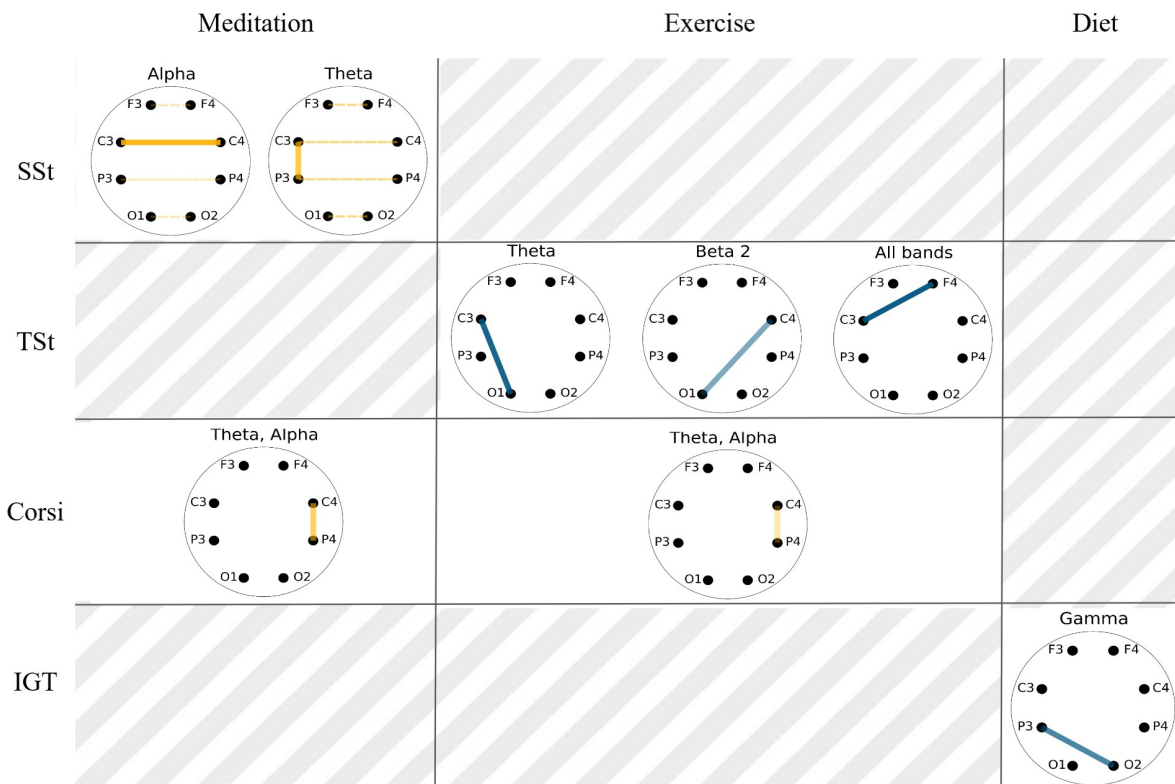 Meditation Exercise Diet
SSt
Alpha Theta
F3 F4 F3 F4
C3 C4 C3 C4
P3 P4 P3 P4
O1 O2 O1 O2
TSt
Theta Beta 2 All bands
F3 F4 F3 F4 F3 F4
C3 C4 C3 C4 C3 C4
P3 P4 P3 P4 P3 P4
O1 O2 O1 O2 O1 O2
Corsi
Theta, Alpha Theta, Alpha
F3 F4 F3 F4
C3 C4 C3 C4
P3 P4 P3 P4
O1 O2 O1 O2
IGT
Gamma
F3 F4
C3 C4
P3 P4
O1 O2